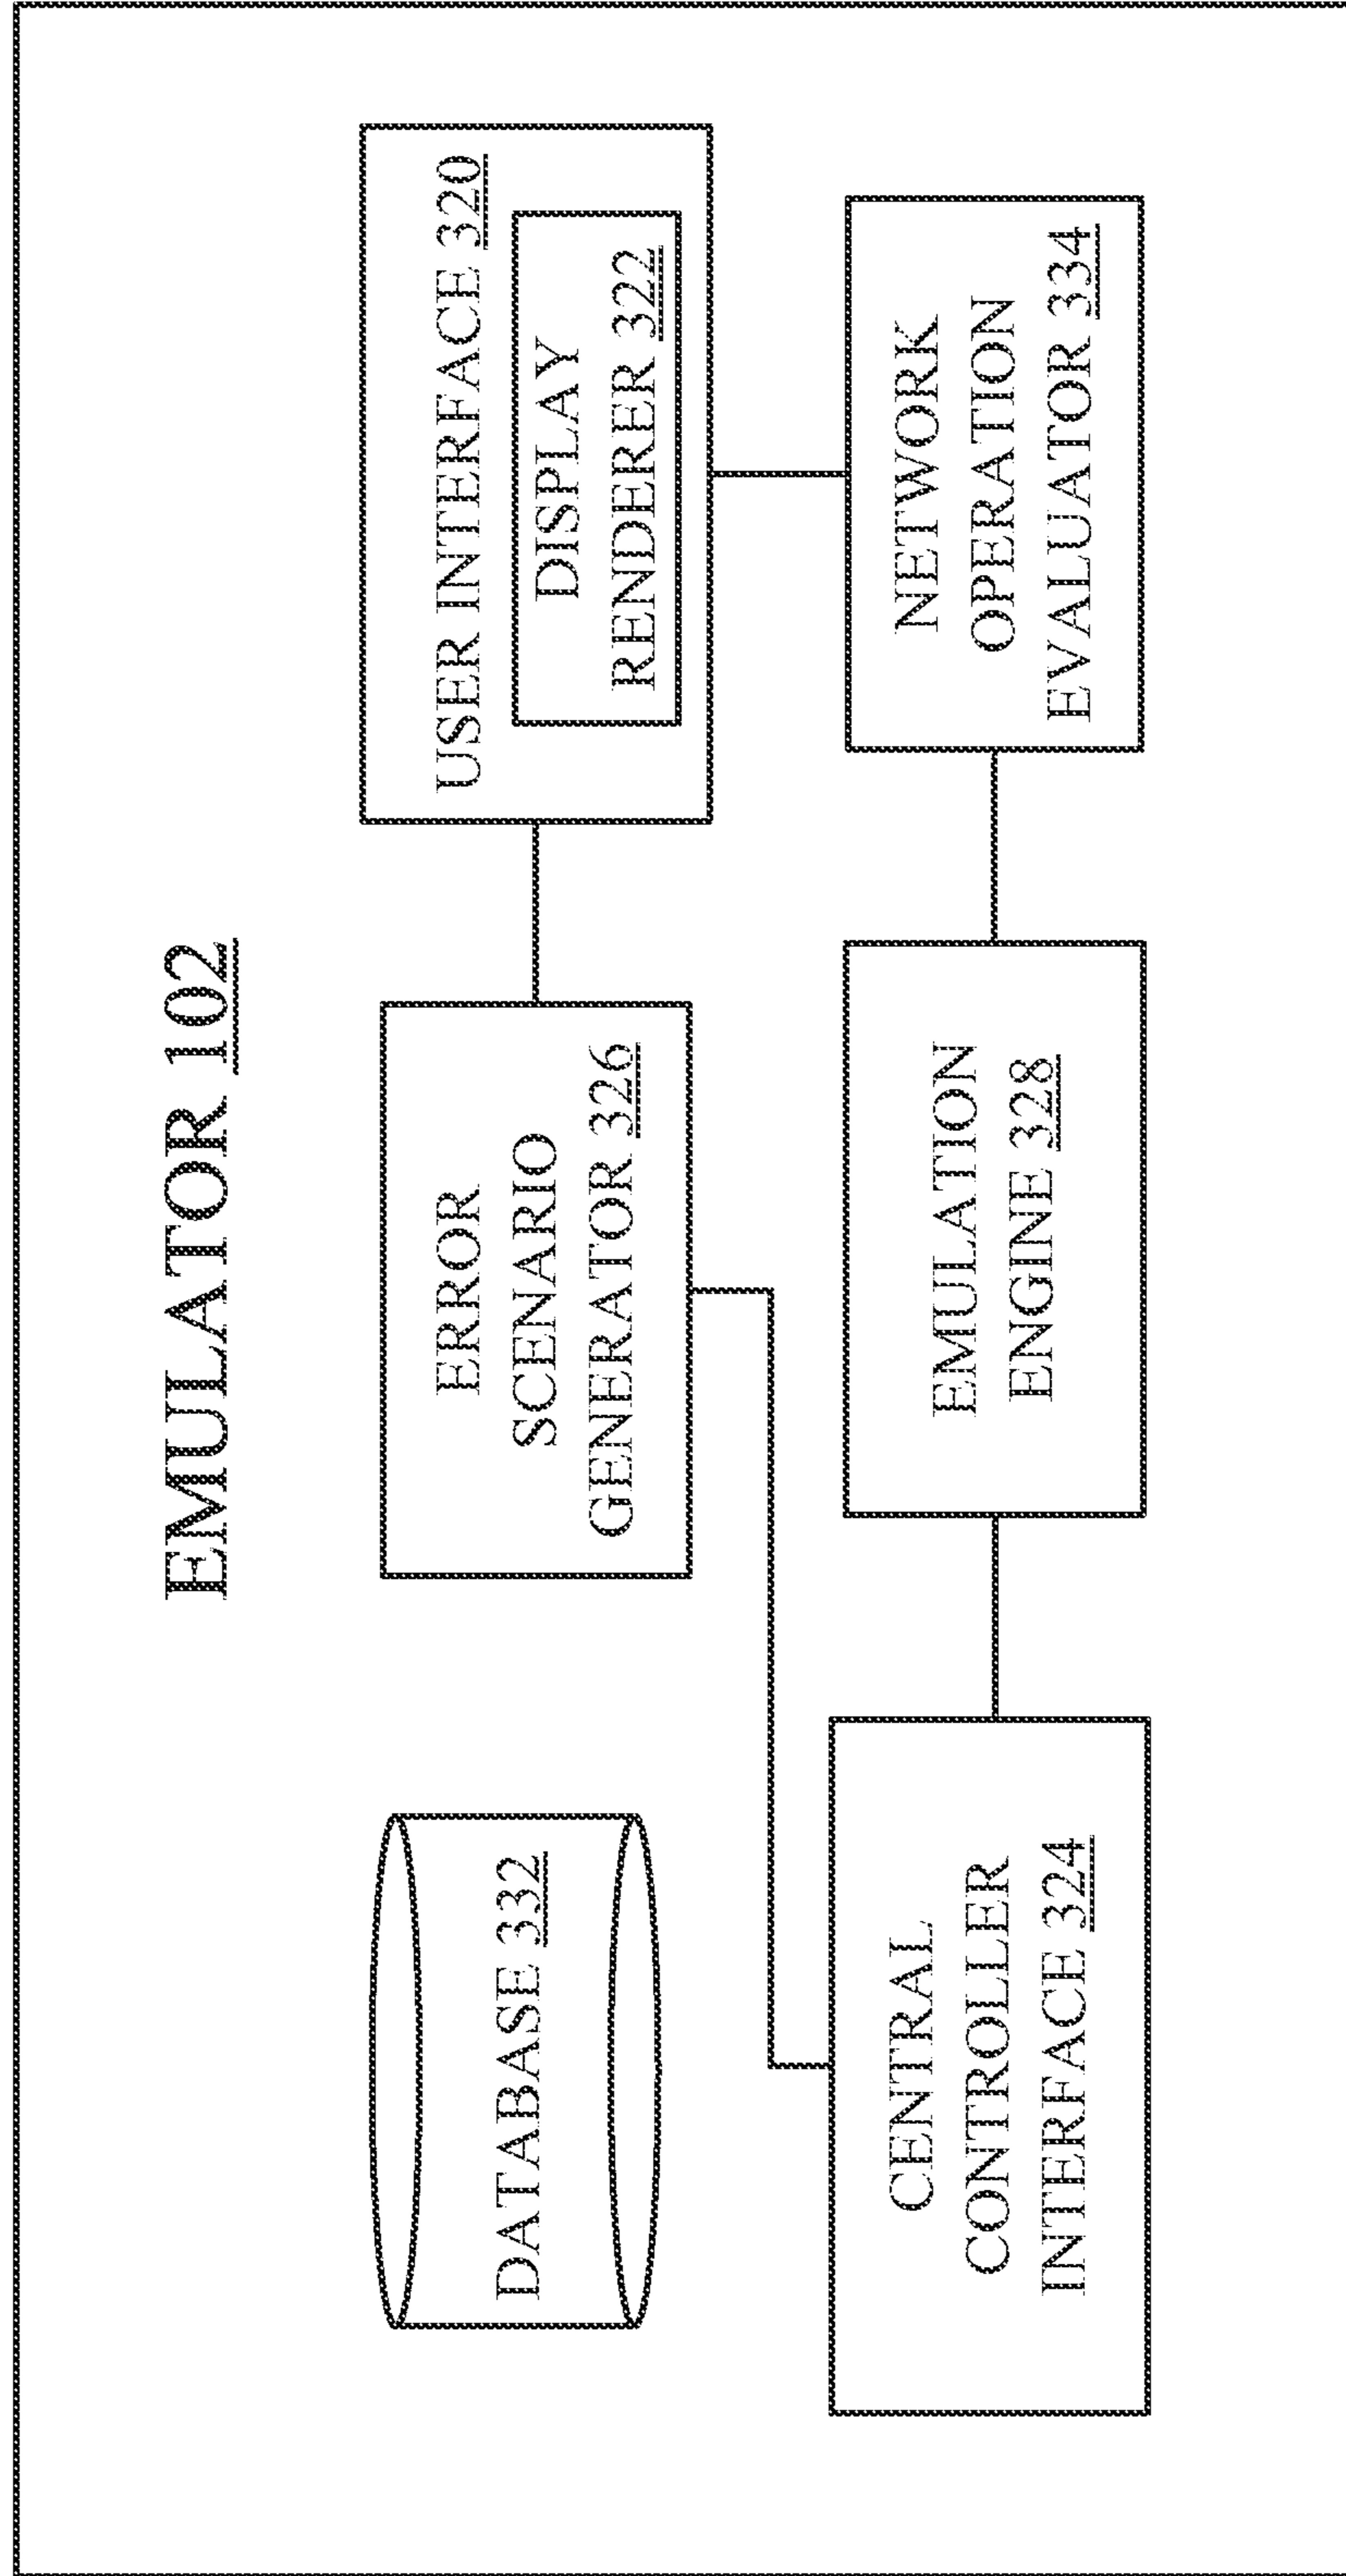 EMULATOR 102
DATABASE 332
ERROR
SCENARIO
GENERATOR 326
USER INTERFACE 320
DISPLAY
RENDERER 322
CENTRAL
CONTROLLER
INTERFACE 324
EMULATION
ENGINE 328
NETWORK
OPERATION
EVALUATOR 334